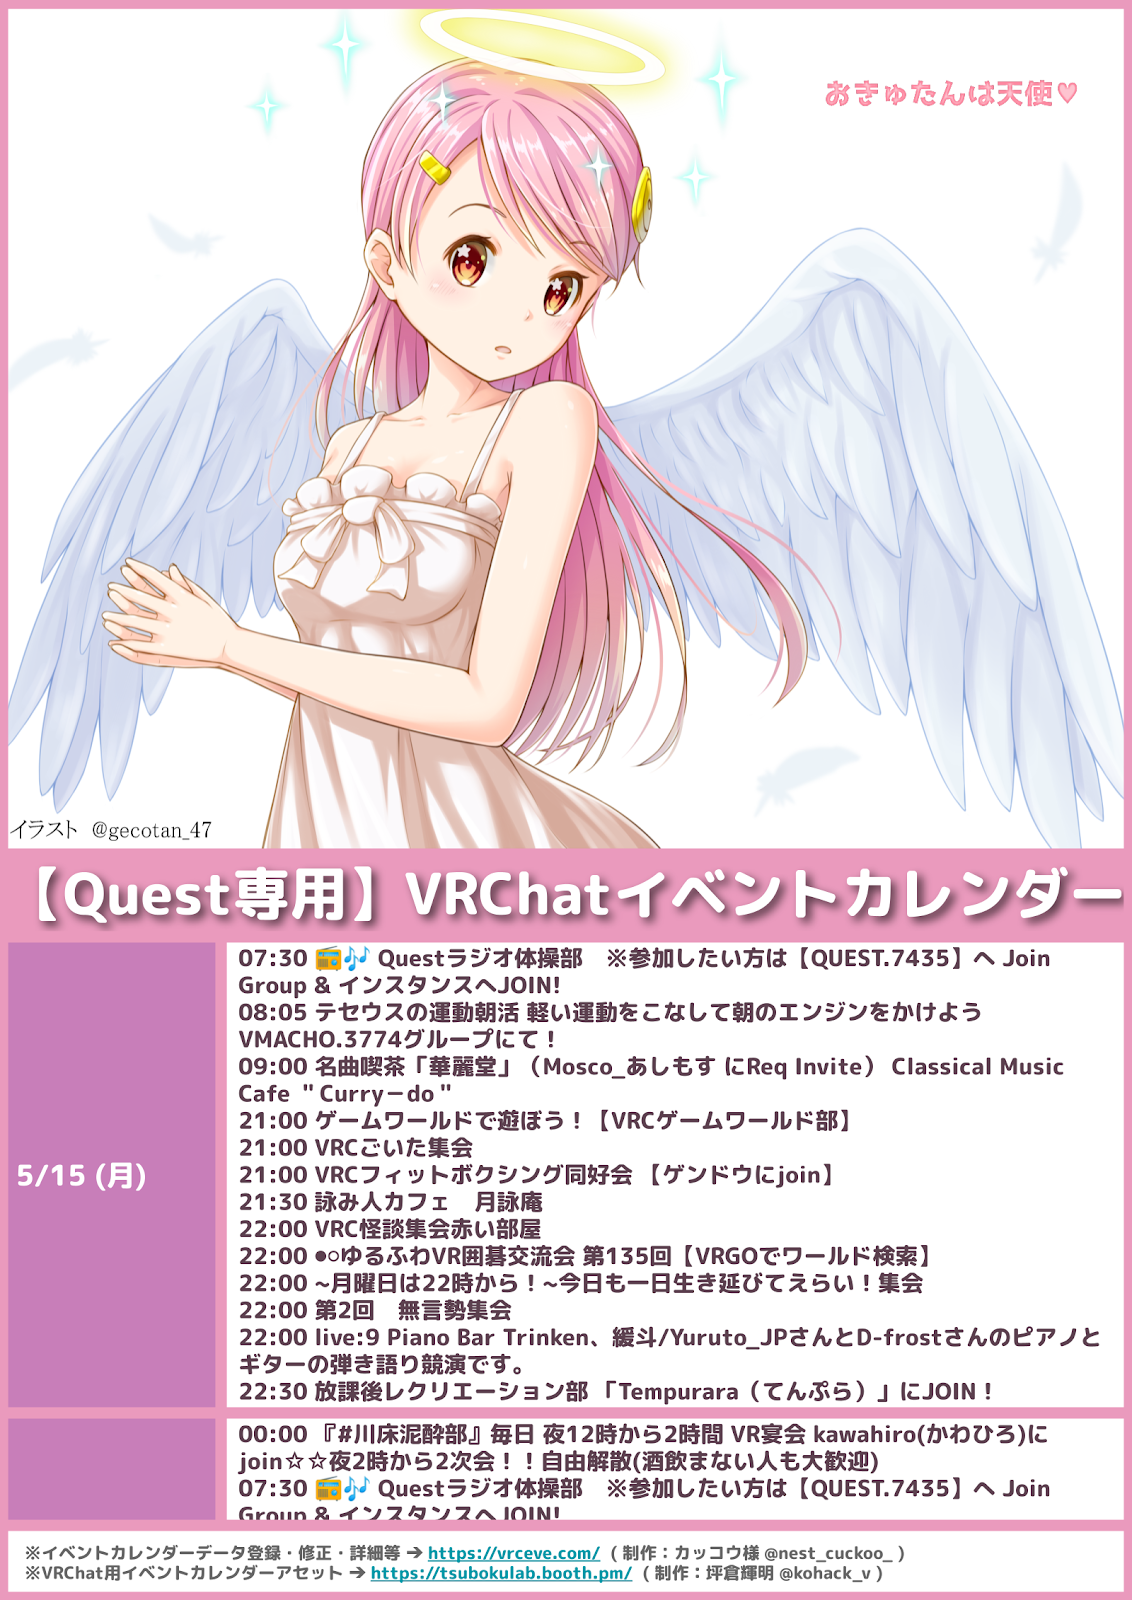 おきゅたんは天使♥
イラスト @gecotan_47
【Quest専用】VRChatイベントカレンダー
5/15 (月)
07:30 📻🎶 Questラジオ体操部　※参加したい方は【QUEST.7435】へ Join
Group & インスタンスへJOIN!
08:05 テセウスの運動朝活 軽い運動をこなして朝のエンジンをかけよう
VMACHO.3774グループにて！
09:00 名曲喫茶「華麗堂」（Mosco_あしもす にReq Invite） Classical Music
Cafe ＂Curry−do＂
21:00 ゲームワールドで遊ぼう！【VRCゲームワールド部】
21:00 VRCごいた集会
21:00 VRCフィットボクシング同好会 【ゲンドウにjoin】
21:30 詠み人カフェ　月詠庵
22:00 VRC怪談集会赤い部屋
22:00 ●○ゆるふわVR囲碁交流会 第135回【VRGOでワールド検索】
22:00 ~月曜日は22時から！~今日も一日生き延びてえらい！集会
22:00 第2回　無言勢集会
22:00 live:9 Piano Bar Trinken、緩斗/Yuruto_JPさんとD-frostさんのピアノと
ギターの弾き語り競演です。
22:30 放課後レクリエーション部 「Tempurara（てんぷら）」にJOIN！
00:00 『#川床泥酔部』毎日 夜12時から2時間 VR宴会 kawahiro(かわひろ)に
join☆☆夜2時から2次会！！自由解散(酒飲まない人も大歓迎)
07:30 📻🎶 Questラジオ体操部　※参加したい方は【QUEST.7435】へ Join
Group & インスタンスへJOIN!
※イベントカレンダーデータ登録・修正・詳細等 ➔ https://vrceve.com/ ( 制作：カッコウ様 @nest_cuckoo_ )
※VRChat用イベントカレンダーアセット ➔ https://tsubokulab.booth.pm/ ( 制作：坪倉輝明 @kohack_v )